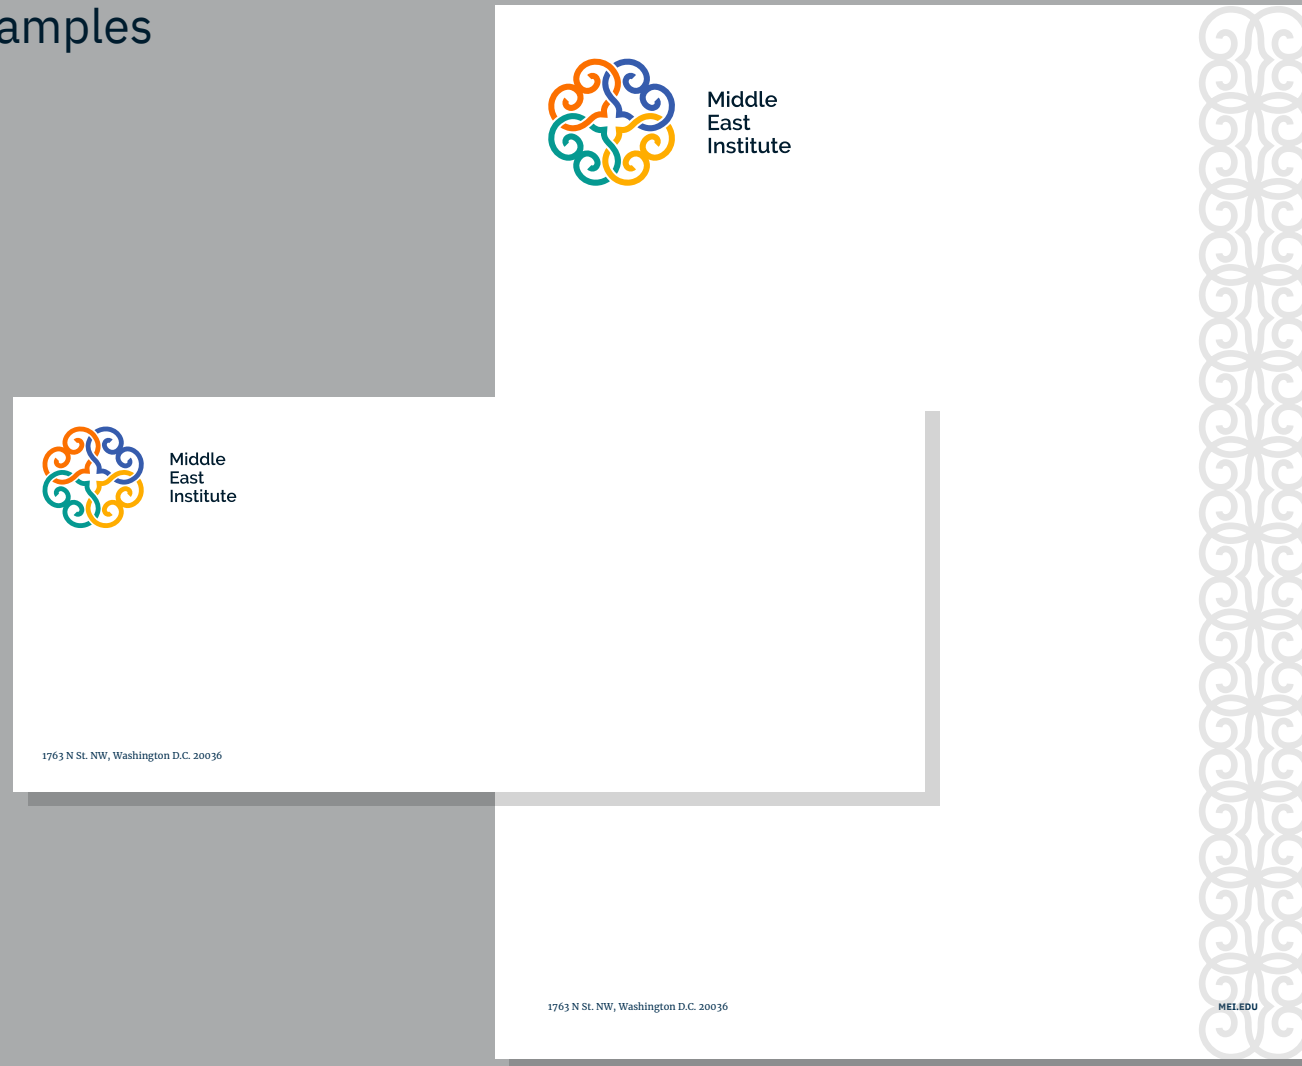 amples
Middle
East
Institute
Middle
East
Institute
1763 N St. NW, Washington D.C. 20036
1763 N St. NW, Washington D.C. 20036
MEI.EDU